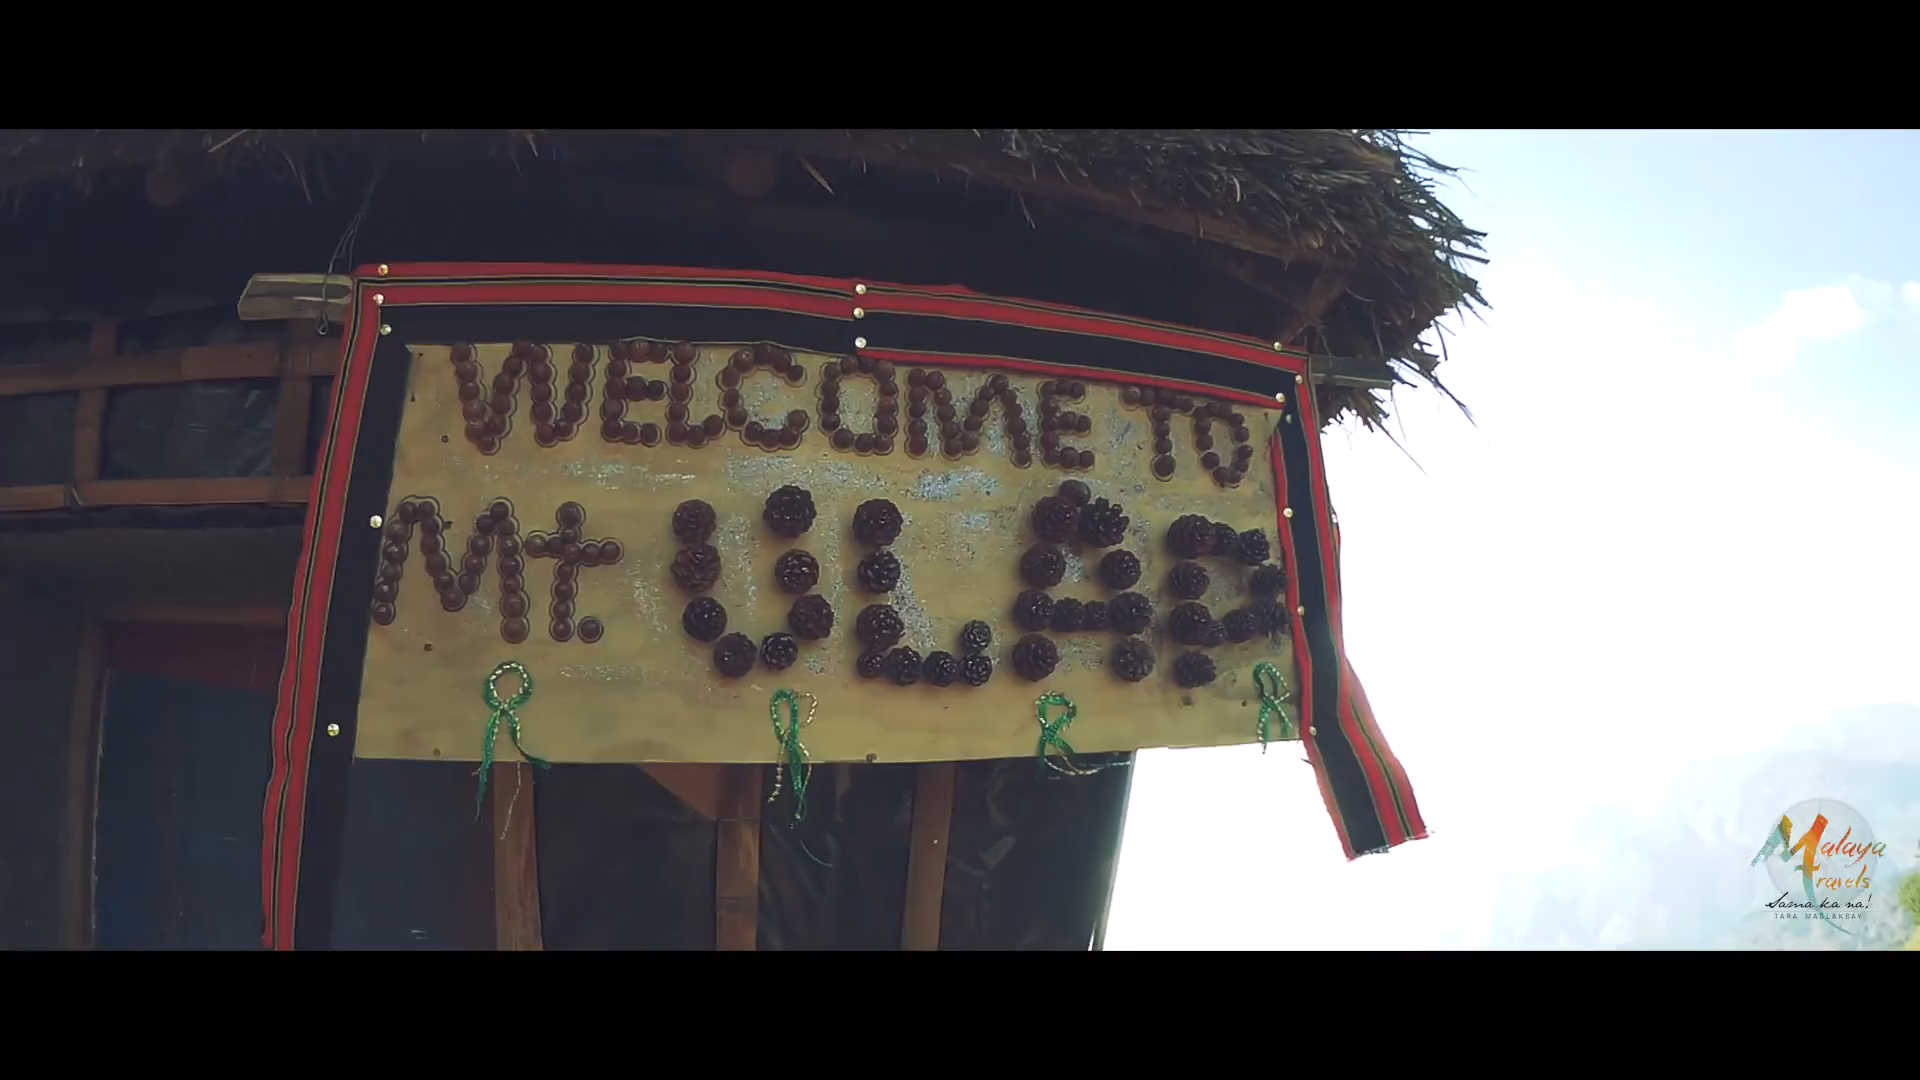 WELCOME TO
Mt. ULAP
Malaya
Travels
Sama ka na!
TARA MAGLAKBAY